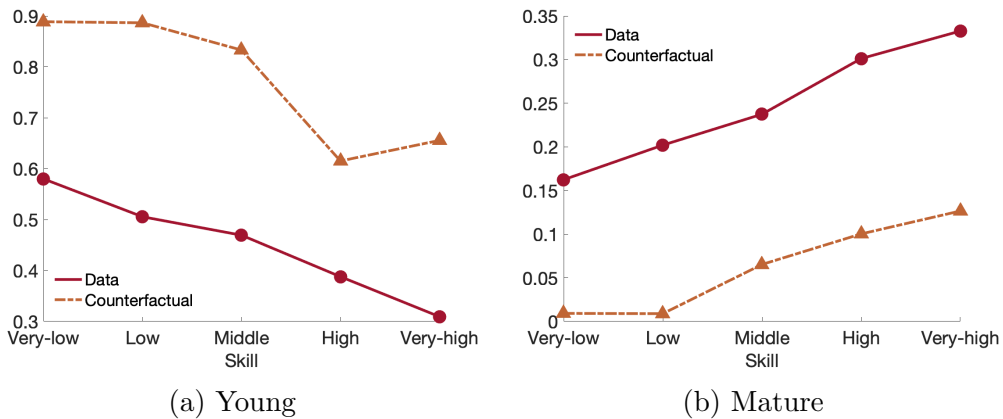 0.9
0.8
0.7
0.6
0.5
0.4
0.3
Data
Counterfactual
Very-low Low Middle High Very-high
Skill
(a) Young
0.35
0.3
0.25
0.2
0.15
0.1
0.05
0
Data
Counterfactual
Very-low Low Middle High Very-high
Skill
(b) Mature